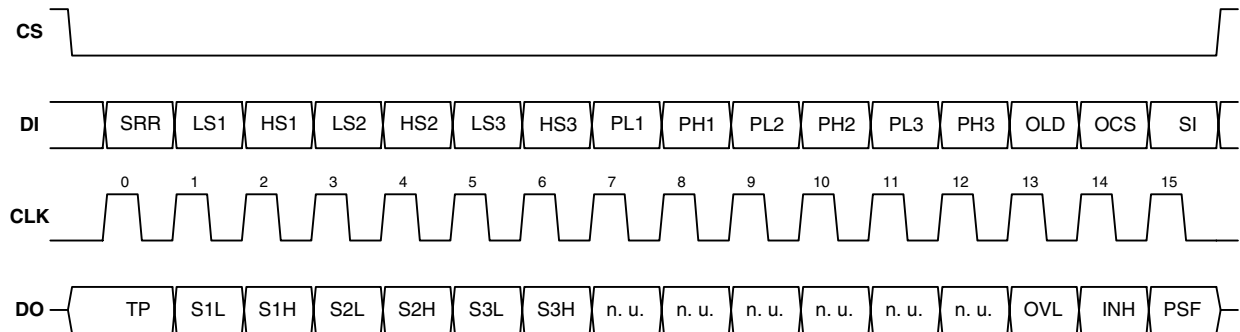 CS
DI SRR LS1 HS1 LS2 HS2 LS3 HS3 PL1 PH1 PL2 PH2 PL3 PH3 OLD OCS SI
0 1 2 3 4 5 6 7 8 9 10 11 12 13 14 15
CLK
DO TP S1L S1H S2L S2H S3L S3H n. u. n. u. n. u. n. u. n. u. n. u. OVL INH PSF